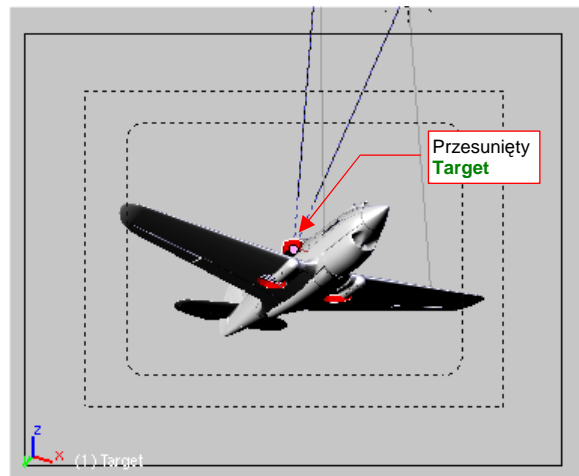 Przesunięty
Target
z
x
y
(1) Target